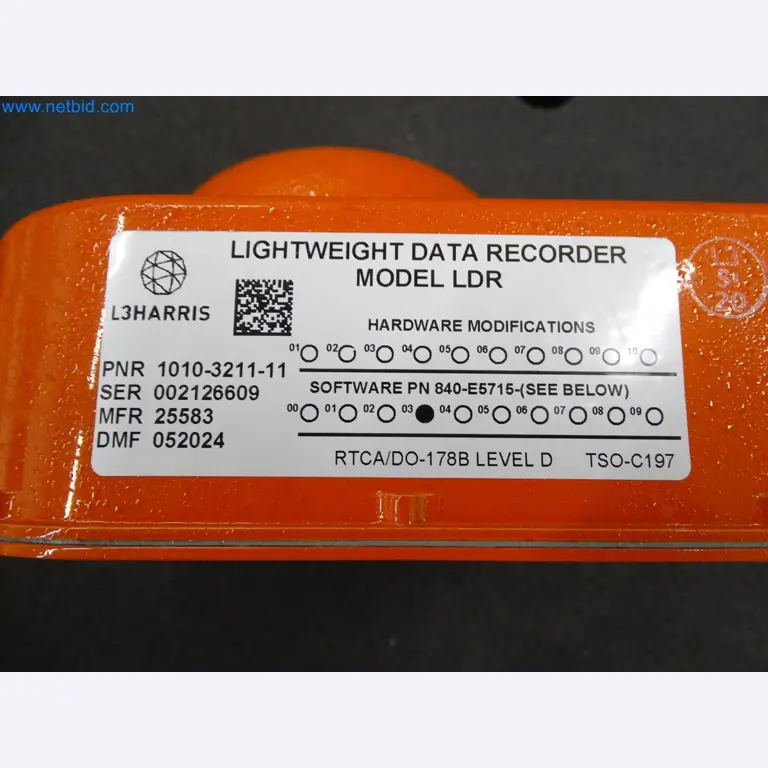 www.netbid.com
LIGHTWEIGHT DATA RECORDER
MODEL LDR
L3HARRIS
HARDWARE MODIFICATIONS
01 02 03 04 05 06 07 08 09 10
PNR 1010-3211-11
SER 002126609
MFR 25583
DMF 052024
SOFTWARE PN 840-E5715-(SEE BELOW)
00 01 02 03 04 05 06 07 08 09
RTCA/DO-178B LEVEL D TSO-C197
L3
20